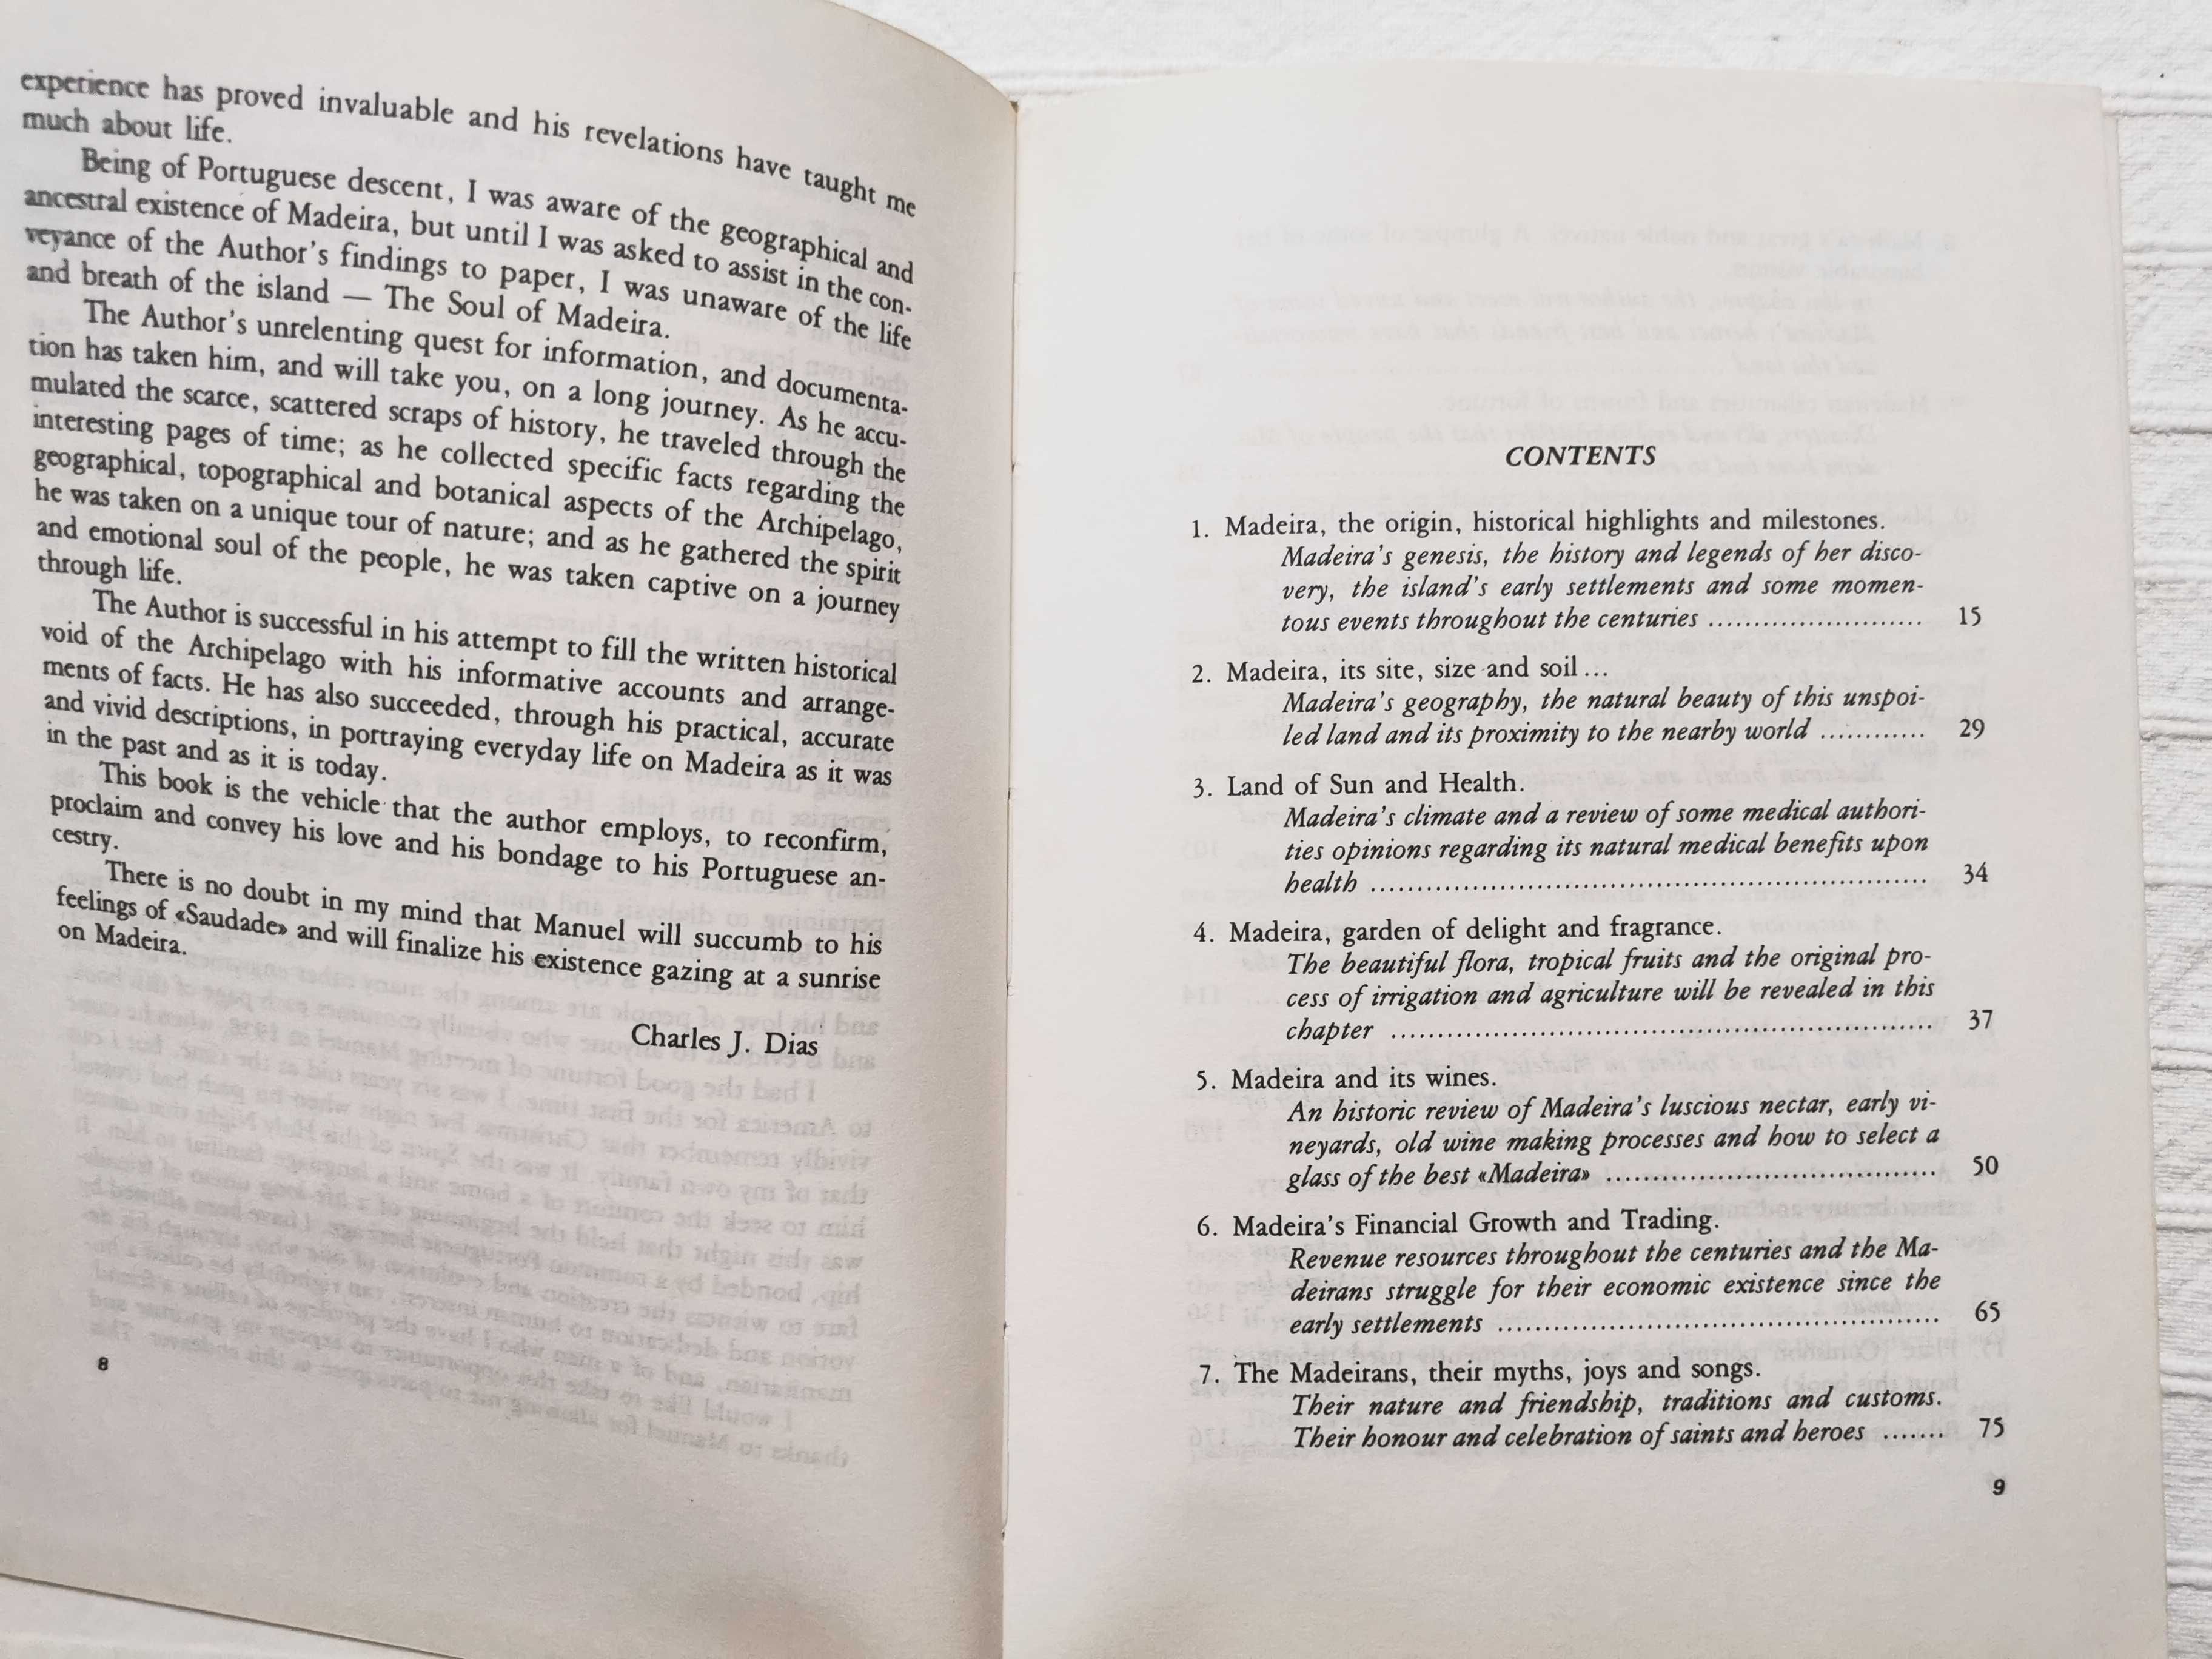 experience has proved invaluable and his revelations have taught me
much about life.
Being of Portuguese descent, I was aware of the geographical and
ancestral existence of Madeira, but until I was asked to assist in the con-
veyance of the Author's findings to paper, I was unaware of the life
and breath of the island — The Soul of Madeira.
The Author's unrelenting quest for information, and documenta-
tion has taken him, and will take you, on a long journey. As he accu-
mulated the scarce, scattered scraps of history, he traveled through the
interesting pages of time; as he collected specific facts regarding the
geographical, topographical and botanical aspects of the Archipelago,
he was taken on a unique tour of nature; and as he gathered the spirit
and emotional soul of the people, he was taken captive on a journey
through life.
The Author is successful in his attempt to fill the written historical
void of the Archipelago with his informative accounts and arrange-
ments of facts. He has also succeeded, through his practical, accurate
and vivid descriptions, in portraying everyday life on Madeira as it was
in the past and as it is today.
This book is the vehicle that the author employs, to reconfirm,
proclaim and convey his love and his bondage to his Portuguese an-
cestry.
There is no doubt in my mind that Manuel will succumb to his
feelings of «Saudade» and will finalize his existence gazing at a sunrise
on Madeira.
Charles J. Dias
8
CONTENTS
1. Madeira, the origin, historical highlights and milestones.
Madeira's genesis, the history and legends of her disco-
very, the island's early settlements and some momen-
tous events throughout the centuries ........................ 15
2. Madeira, its site, size and soil ...
Madeira's geography, the natural beauty of this unspoi-
led land and its proximity to the nearby world ............ 29
3. Land of Sun and Health.
Madeira's climate and a review of some medical authori-
ties opinions regarding its natural medical benefits upon
health .............................................................. 34
4. Madeira, garden of delight and fragrance.
The beautiful flora, tropical fruits and the original pro-
cess of irrigation and agriculture will be revealed in this
chapter ............................................................ 37
5. Madeira and its wines.
An historic review of Madeira's luscious nectar, early vi-
neyards, old wine making processes and how to select a
glass of the best «Madeira» ..................................... 50
6. Madeira's Financial Growth and Trading.
Revenue resources throughout the centuries and the Ma-
deirans struggle for their economic existence since the
early settlements ................................................. 65
7. The Madeirans, their myths, joys and songs.
Their nature and friendship, traditions and customs.
Their honour and celebration of saints and heroes ....... 75
9